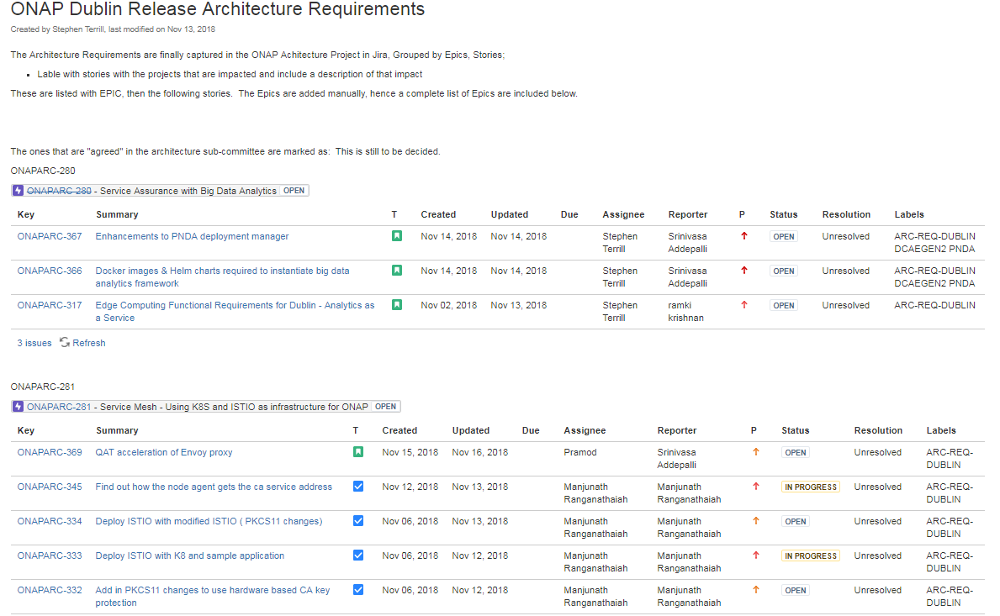 ONAP Dublin Release Architecture Requirements
Created by Stephen Terrill, last modified on Nov 13, 2018
The Architecture Requirements are finally captured in the ONAP Achitecture Project in Jira, Grouped by Epics, Stories;
Lable with stories with the projects that are impacted and include a description of that impact
These are listed with EPIC, then the following stories.  The Epics are added manually, hence a complete list of Epics are included below.
The ones that are "agreed" in the architecture sub-committee are marked as:  This is still to be decided.
ONAPARC-280
ONAPARC-280 - Service Assurance with Big Data Analytics OPEN
Key Summary T Created Updated Due Assignee Reporter P Status Resolution Labels
ONAPARC-367 Enhancements to PNDA deployment manager Nov 14, 2018 Nov 14, 2018 Stephen Srinivasa OPEN Unresolved ARC-REQ-DUBLIN
Terrill Addepalli DCAEGEN2 PNDA
ONAPARC-366 Docker images & Helm charts required to instantiate big data Nov 14, 2018 Nov 14, 2018 Stephen Srinivasa OPEN Unresolved ARC-REQ-DUBLIN
analytics framework Terrill Addepalli DCAEGEN2 PNDA
ONAPARC-317 Edge Computing Functional Requirements for Dublin - Analytics as Nov 02, 2018 Nov 13, 2018 Stephen ramki OPEN Unresolved ARC-REQ-DUBLIN
a Service Terrill krishnan
3 issues Refresh
ONAPARC-281
ONAPARC-281 - Service Mesh - Using K8S and ISTIO as infrastructure for ONAP OPEN
Key Summary T Created Updated Due Assignee Reporter P Status Resolution Labels
ONAPARC-369 QAT acceleration of Envoy proxy Nov 15, 2018 Nov 16, 2018 Pramod Srinivasa OPEN Unresolved ARC-REQ-
Addepalli DUBLIN
ONAPARC-345 Find out how the node agent gets the ca service address Nov 12, 2018 Nov 13, 2018 Manjunath Manjunath IN PROGRESS Unresolved ARC-REQ-
Ranganathaiah Ranganathaiah DUBLIN
ONAPARC-334 Deploy ISTIO with modified ISTIO ( PKCS11 changes) Nov 06, 2018 Nov 13, 2018 Manjunath Manjunath OPEN Unresolved ARC-REQ-
Ranganathaiah Ranganathaiah DUBLIN
ONAPARC-333 Deploy ISTIO with K8 and sample application Nov 06, 2018 Nov 12, 2018 Manjunath Manjunath IN PROGRESS Unresolved ARC-REQ-
Ranganathaiah Ranganathaiah DUBLIN
ONAPARC-332 Add in PKCS11 changes to use hardware based CA key Nov 06, 2018 Nov 12, 2018 Manjunath Manjunath OPEN Unresolved ARC-REQ-
protection Ranganathaiah Ranganathaiah DUBLIN